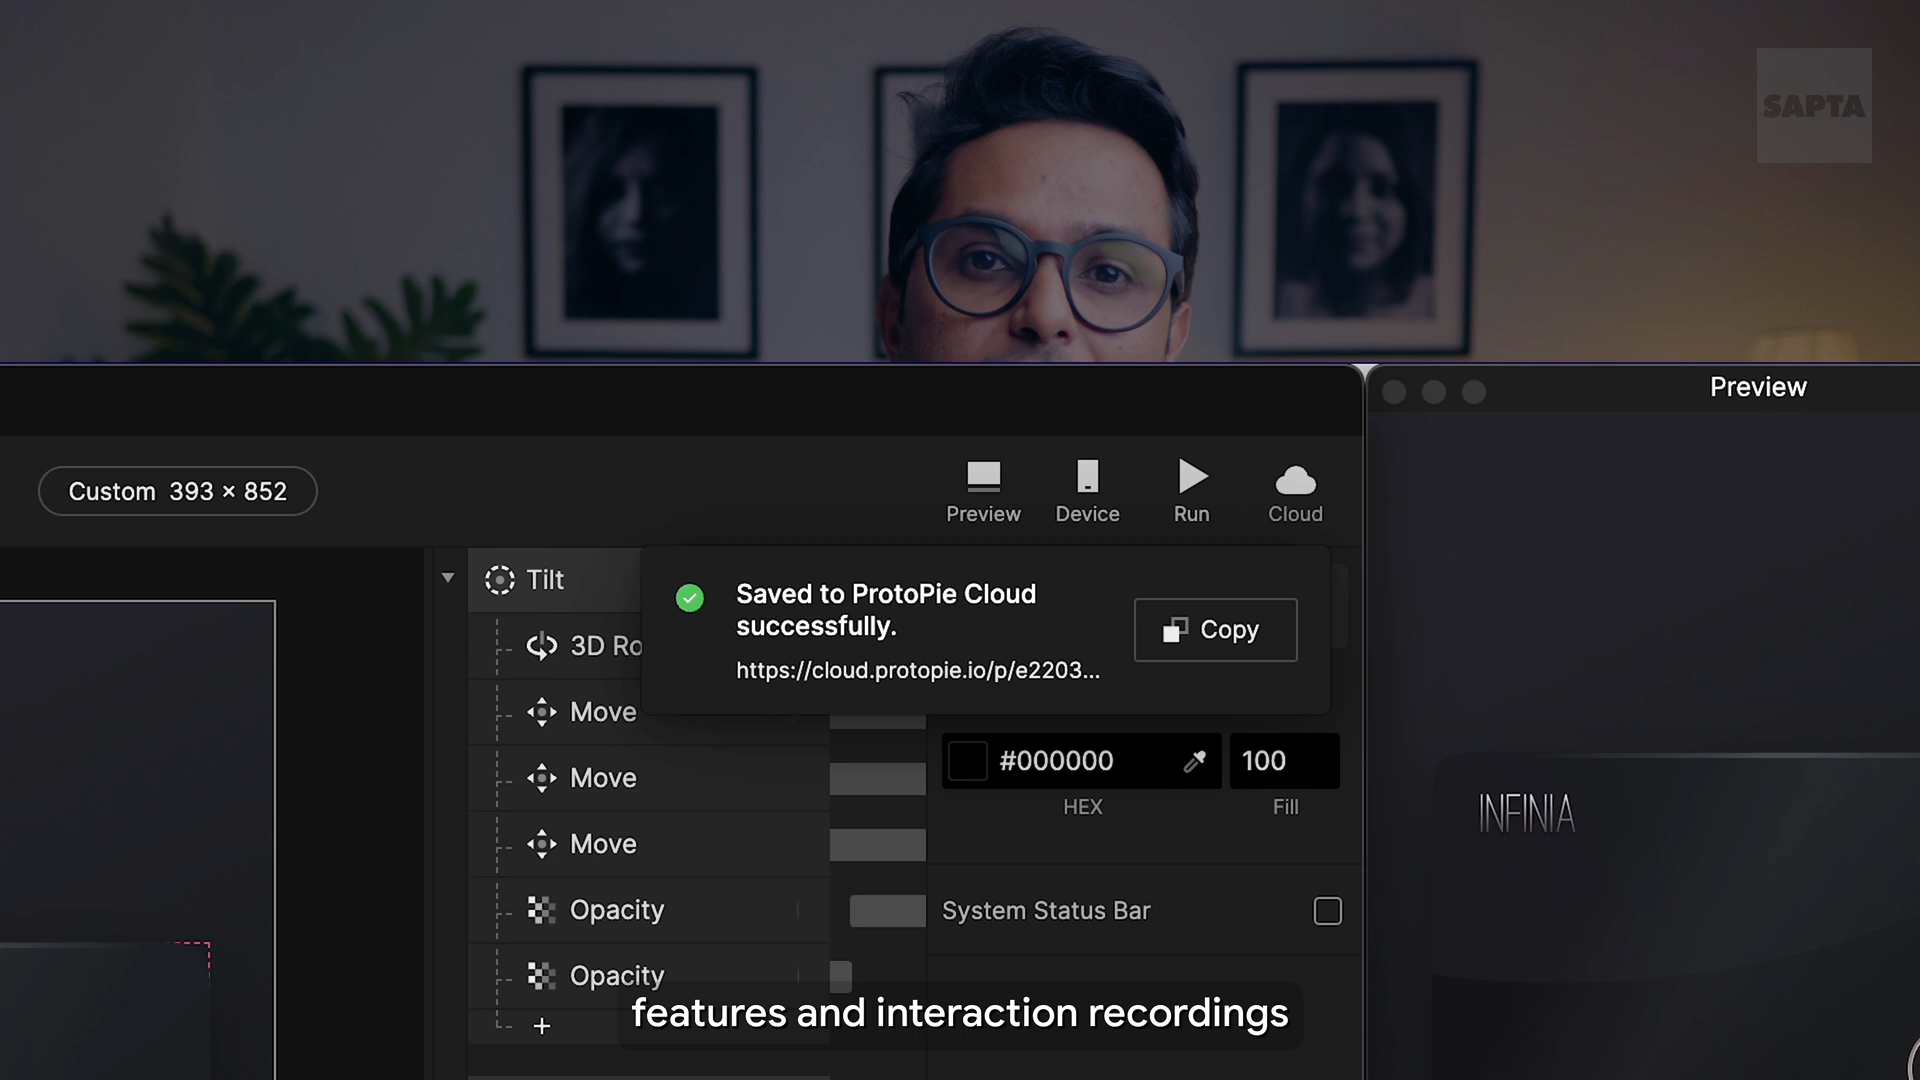 SAPTA
Preview
Custom 393 × 852
Preview
Device
Run
Cloud
Tilt
3D Ro
Saved to ProtoPie Cloud
successfully.
https://cloud.protopie.io/p/e2203...
Copy
Move
Move
Move
#000000
100
HEX
Fill
INFINIA
Opacity
System Status Bar
Opacity
features and interaction recordings